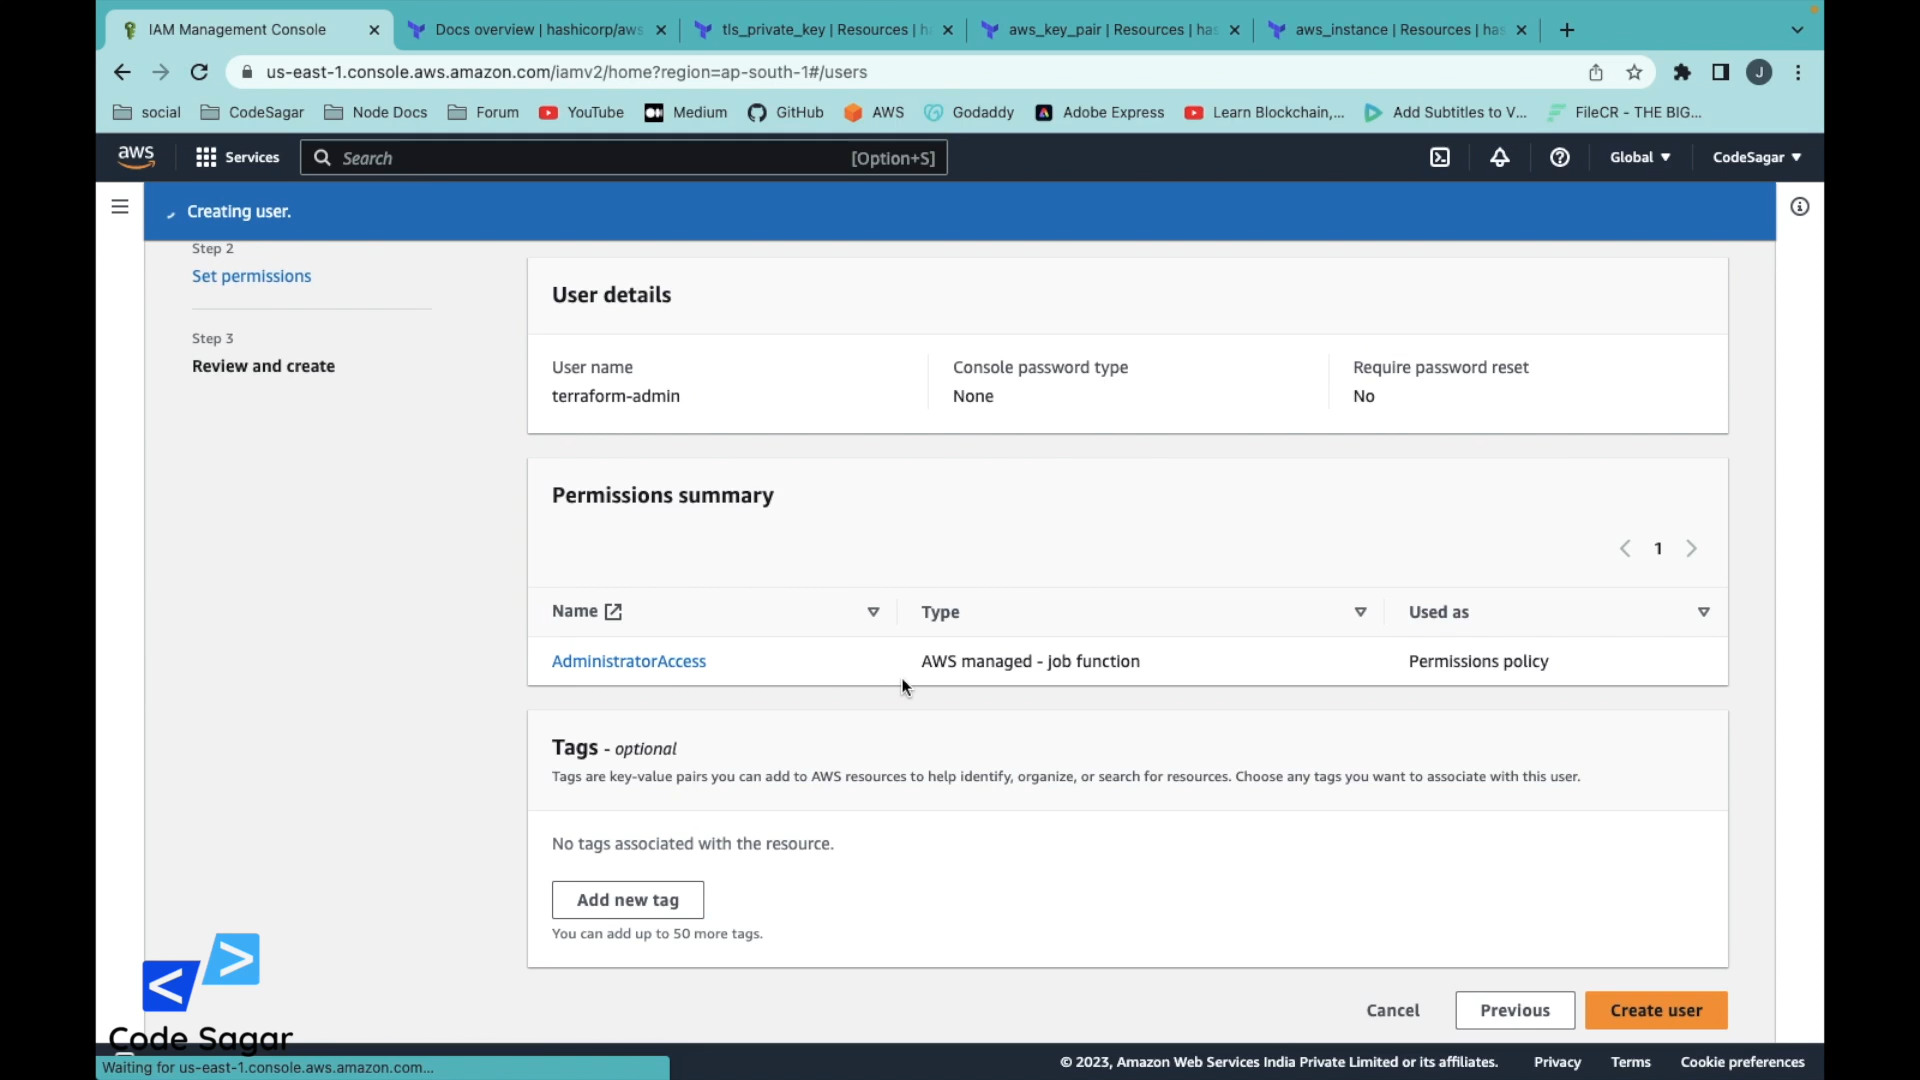 IAM Management Console
Docs overview | hashicorp/aws
tls_private_key | Resources | ha
aws_key_pair | Resources | has
aws_instance | Resources | has
us-east-1.console.aws.amazon.com/iamv2/home?region=ap-south-1#/users
J
social
CodeSagar
Node Docs
Forum
YouTube
Medium
GitHub
AWS
Godaddy
Adobe Express
Learn Blockchain,...
Add Subtitles to V...
FileCR - THE BIG...
aws
Services
Search
[Option+S]
Global
CodeSagar
Creating user.
Step 2
Set permissions
Step 3
Review and create
User details
User name
terraform-admin
Console password type
None
Require password reset
No
Permissions summary
1
Name
Type
Used as
AdministratorAccess
AWS managed - job function
Permissions policy
Tags - optional
Tags are key-value pairs you can add to AWS resources to help identify, organize, or search for resources. Choose any tags you want to associate with this user.
No tags associated with the resource.
Add new tag
You can add up to 50 more tags.
Cancel
Previous
Create user
Code Sagar
Waiting for us-east-1.console.aws.amazon.com...
© 2023, Amazon Web Services India Private Limited or its affiliates.
Privacy
Terms
Cookie preferences